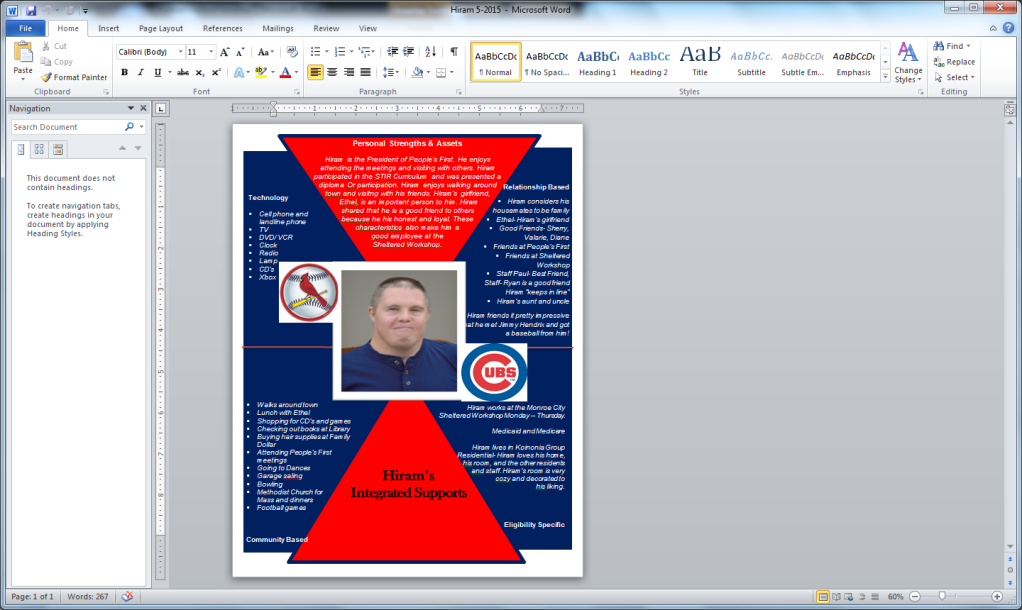 Hiram 5-2015 - Microsoft Word
File
Home
Insert
Page Layout
References
Mailings
Review
View
Paste
Cut
Copy
Format Painter
Clipboard
Calibri (Body)
11
Font
Paragraph
AaBbCcDc
¶ Normal
AaBbCcDc
¶ No Spaci...
AaBbC
Heading 1
AaBbCc
Heading 2
AaB
Title
AaBbCc.
Subtitle
AaBbCcDc
Subtle Em...
AaBbCcDc
Emphasis
Change
Styles
Styles
Find
Replace
Select
Editing
Navigation
Search Document
This document does not
contain headings.
To create navigation tabs,
create headings in your
document by applying
Heading Styles.
Personal Strengths & Assets
Hiram is the President of People's First. He enjoys
attending the meetings and visiting with others. Hiram
participated in the STIR Curriculum and was presented a
diploma Or participation. Hiram enjoys walking around
town and visiting with his friends. Hiram's girlfriend,
Ethel, is an important person to him. Hiram
shared that he is a good friend to others
because he his honest and loyal. These
characteristics also make him a
good employee at the
Sheltered Workshop.
Technology
• Cell phone and
landline phone
• TV
• DVD/ VCR
• Clock
• Radio
• Lamp
• CD's
• Xbox
Relationship Based
• Hiram considers his
housemates to be family
• Ethel- Hiram's girlfriend
• Good Friends- Sherry,
Valarie, Diane
• Friends at People's First
• Friends at Sheltered
Workshop
• Staff Paul- Best Friend,
Staff- Ryan is a good friend
Hiram "keeps in line"
• Hiram's aunt and uncle
Hiram friends it pretty impressive
at he met Jimmy Hendrix and got
a baseball from him!
CUBS
• Walks around town
• Lunch with Ethel
• Shopping for CD's and games
• Checking out books at Library
• Buying hair supplies at Family
Dollar
• Attending People's First
meetings
• Going to Dances
• Garage saling
• Bowling
• Methodist Church for
Mass and dinners
• Football games
Community Based
Hiram's
Integrated Supports
Hiram works at the Monroe City
Sheltered Workshop Monday – Thursday.
Medicaid and Medicare
Hiram lives in Koinonia Group
Residential- Hiram loves his home,
his room, and the other residents
and staff. Hiram's room is very
cozy and decorated to
his liking.
Eligibility Specific
Page: 1 of 1
Words: 267
60%